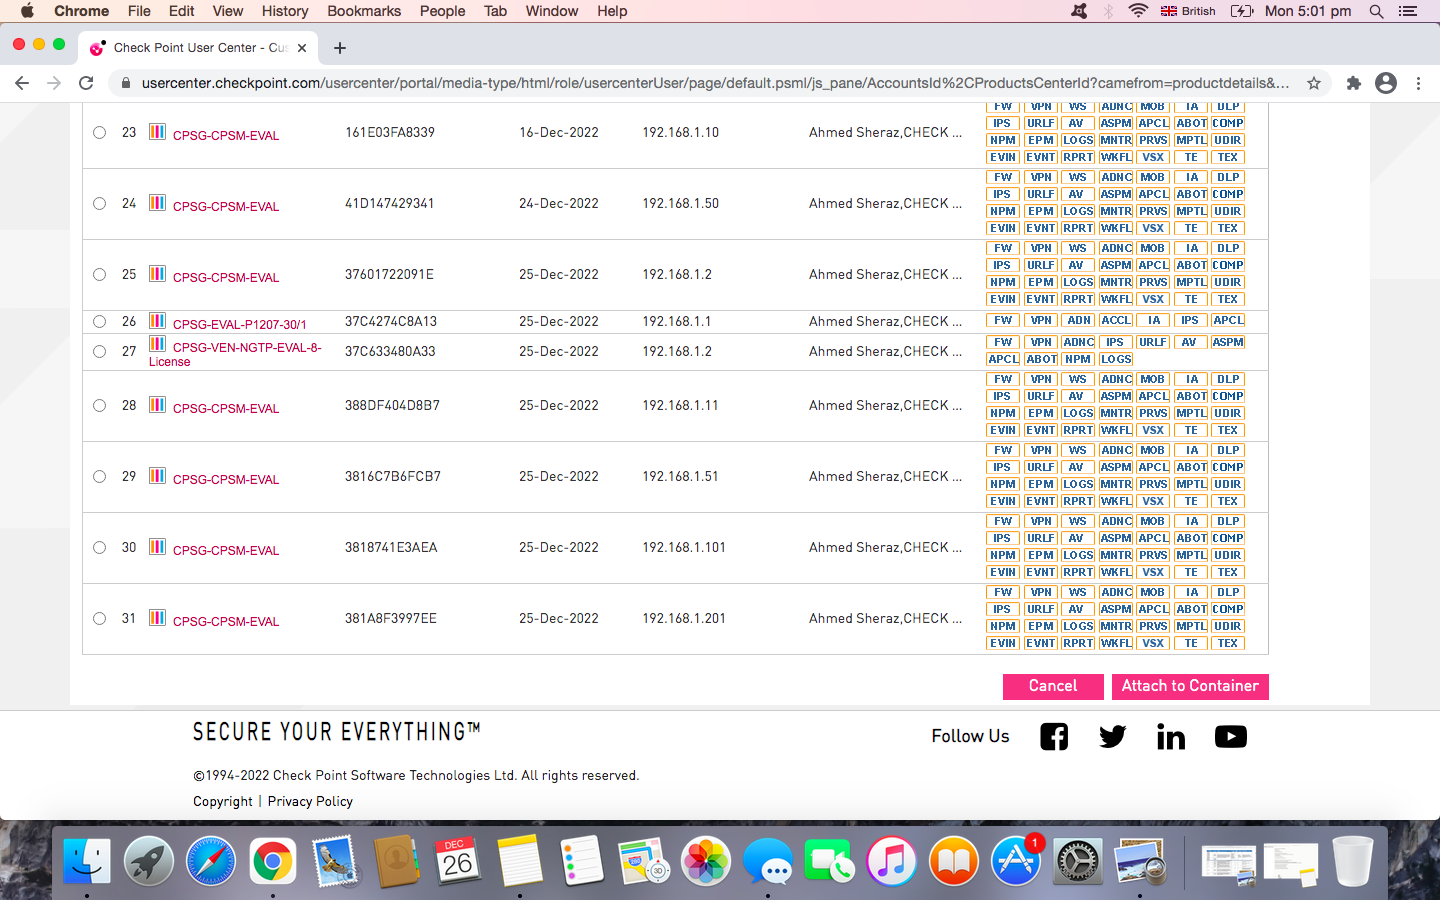 Chrome File Edit View History Bookmarks People Tab Window Help British Mon 5:01 pm
Check Point User Center - Cus
usercenter.checkpoint.com/usercenter/portal/media-type/html/role/usercenterUser/page/default.psml/js_pane/AccountsId%2CProductsCenterId?camefrom=productdetails&...
FW VPN WS ADNC MOB IA DLP
23 CPSG-CPSM-EVAL 161E03FA8339 16-Dec-2022 192.168.1.10 Ahmed Sheraz,CHECK ...
IPS URLF AV ASPM APCL ABOT COMP
NPM EPM LOGS MNTR PRVS MPTL UDIR
EVIN EVNT RPRT WKFL VSX TE TEX
24 CPSG-CPSM-EVAL 41D147429341 24-Dec-2022 192.168.1.50 Ahmed Sheraz,CHECK ...
FW VPN WS ADNC MOB IA DLP
IPS URLF AV ASPM APCL ABOT COMP
NPM EPM LOGS MNTR PRVS MPTL UDIR
EVIN EVNT RPRT WKFL VSX TE TEX
25 CPSG-CPSM-EVAL 37601722091E 25-Dec-2022 192.168.1.2 Ahmed Sheraz,CHECK ...
FW VPN WS ADNC MOB IA DLP
IPS URLF AV ASPM APCL ABOT COMP
NPM EPM LOGS MNTR PRVS MPTL UDIR
EVIN EVNT RPRT WKFL VSX TE TEX
26 CPSG-EVAL-P1207-30/1 37C4274C8A13 25-Dec-2022 192.168.1.1 Ahmed Sheraz,CHECK ...
FW VPN ADN ACCL IA IPS APCL
27 CPSG-VEN-NGTP-EVAL-8-
License 37C633480A33 25-Dec-2022 192.168.1.2 Ahmed Sheraz,CHECK ...
FW VPN ADNC IPS URLF AV ASPM
APCL ABOT NPM LOGS
28 CPSG-CPSM-EVAL 388DF404D8B7 25-Dec-2022 192.168.1.11 Ahmed Sheraz,CHECK ...
FW VPN WS ADNC MOB IA DLP
IPS URLF AV ASPM APCL ABOT COMP
NPM EPM LOGS MNTR PRVS MPTL UDIR
EVIN EVNT RPRT WKFL VSX TE TEX
29 CPSG-CPSM-EVAL 3816C7B6FCB7 25-Dec-2022 192.168.1.51 Ahmed Sheraz,CHECK ...
FW VPN WS ADNC MOB IA DLP
IPS URLF AV ASPM APCL ABOT COMP
NPM EPM LOGS MNTR PRVS MPTL UDIR
EVIN EVNT RPRT WKFL VSX TE TEX
30 CPSG-CPSM-EVAL 3818741E3AEA 25-Dec-2022 192.168.1.101 Ahmed Sheraz,CHECK ...
FW VPN WS ADNC MOB IA DLP
IPS URLF AV ASPM APCL ABOT COMP
NPM EPM LOGS MNTR PRVS MPTL UDIR
EVIN EVNT RPRT WKFL VSX TE TEX
31 CPSG-CPSM-EVAL 381A8F3997EE 25-Dec-2022 192.168.1.201 Ahmed Sheraz,CHECK ...
FW VPN WS ADNC MOB IA DLP
IPS URLF AV ASPM APCL ABOT COMP
NPM EPM LOGS MNTR PRVS MPTL UDIR
EVIN EVNT RPRT WKFL VSX TE TEX
Cancel Attach to Container
SECURE YOUR EVERYTHING™
Follow Us
©1994-2022 Check Point Software Technologies Ltd. All rights reserved.
Copyright | Privacy Policy
DEC
26
280
3D
1